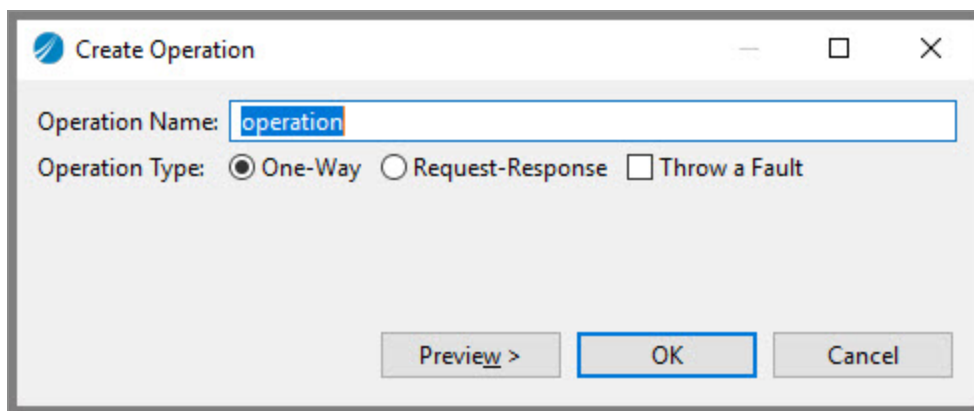 Create Operation
Operation Name: operation
Operation Type: One-Way Request-Response Throw a Fault
Preview > OK Cancel